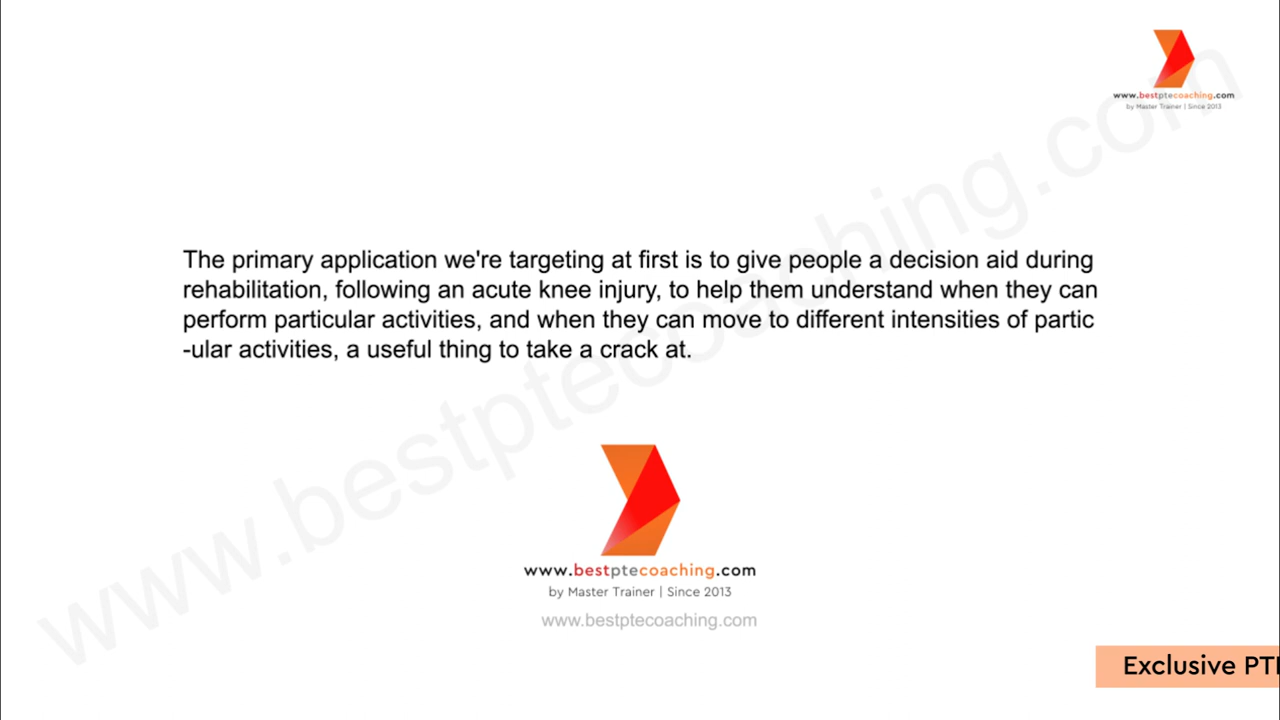 www.bestptecoaching.com
by Master Trainer | Since 2013
The primary application we're targeting at first is to give people a decision aid during
rehabilitation, following an acute knee injury, to help them understand when they can
perform particular activities, and when they can move to different intensities of partic
-ular activities, a useful thing to take a crack at.
www.bestptecoaching.com
www.bestptecoaching.com
by Master Trainer | Since 2013
www.bestptecoaching.com
Exclusive